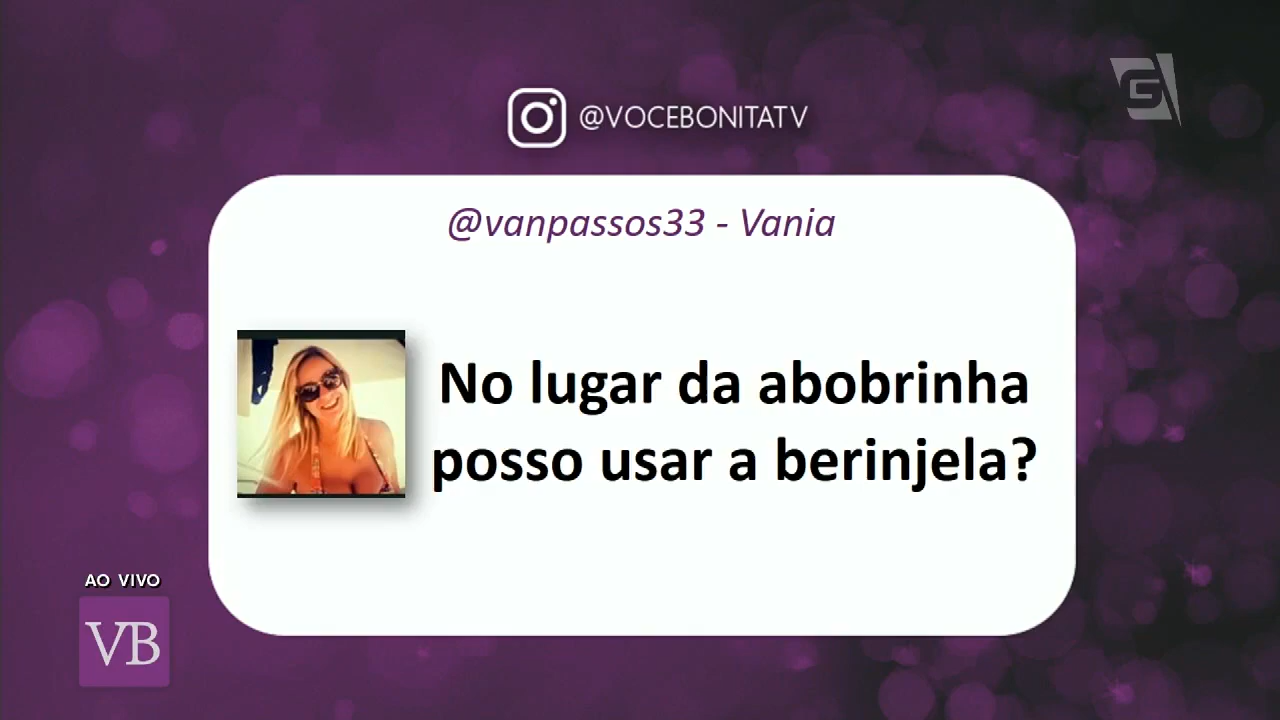 @VOCEBONITATV
@vanpassos33 - Vania
No lugar da abobrinha
posso usar a berinjela?
AO VIVO
VB